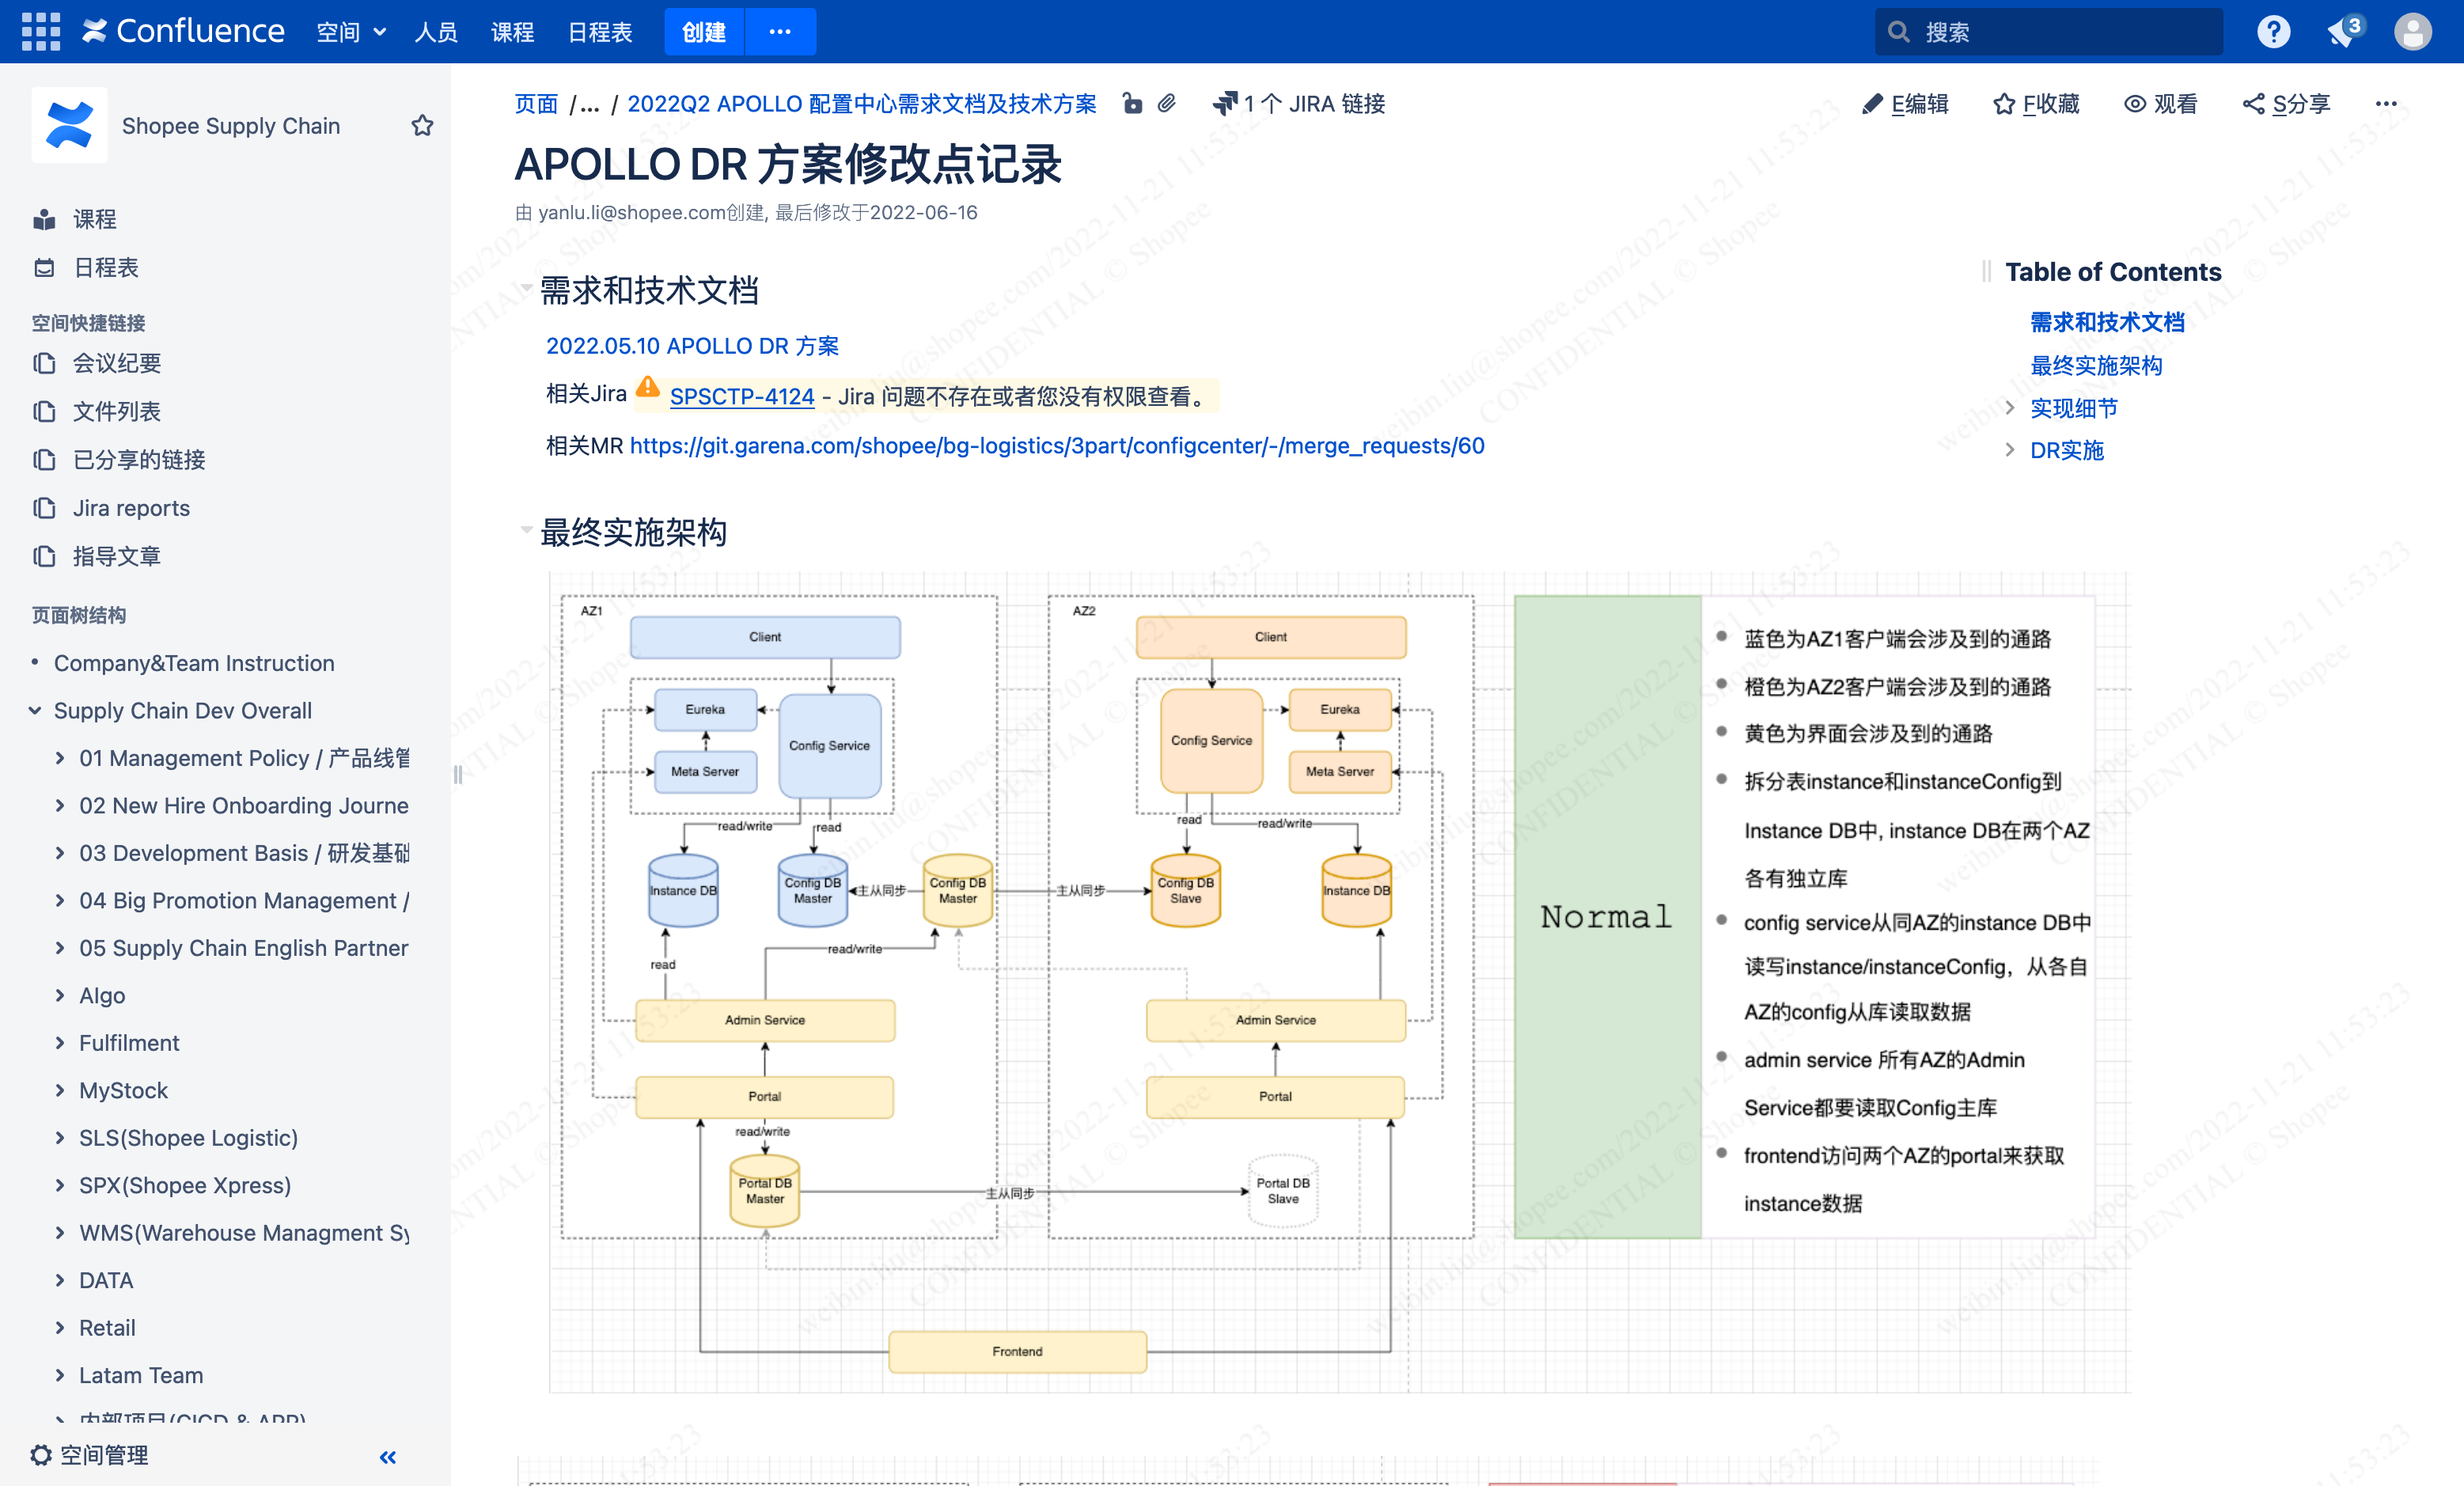 Confluence 空间 人员 课程 日程表 创建 ··· 搜索 3
Shopee Supply Chain
课程
日程表
空间快捷链接
会议纪要
文件列表
已分享的链接
Jira reports
指导文章
页面树结构
Company&Team Instruction
Supply Chain Dev Overall
01 Management Policy / 产品线管
02 New Hire Onboarding Journe
03 Development Basis / 研发基础
04 Big Promotion Management /
05 Supply Chain English Partner
Algo
Fulfilment
MyStock
SLS(Shopee Logistic)
SPX(Shopee Xpress)
WMS(Warehouse Managment Sy
DATA
Retail
Latam Team
内部项目(CICD & APP)
空间管理
页面 /... / 2022Q2 APOLLO 配置中心需求文档及技术方案 1 个 JIRA 链接
E编辑 F收藏 观看 S分享 ···
APOLLO DR 方案修改点记录
由 yanlu.li@shopee.com创建, 最后修改于2022-06-16
需求和技术文档
2022.05.10 APOLLO DR 方案
相关Jira SPSCTP-4124 - Jira 问题不存在或者您没有权限查看。
相关MR https://git.garena.com/shopee/bg-logistics/3part/configcenter/-/merge_requests/60
Table of Contents
需求和技术文档
最终实施架构
实现细节
DR实施
最终实施架构
AZ1
Client
Eureka
Config Service
Meta Server
read/write
read
Instance DB
Config DB
Master
主从同步
Config DB
Master
主从同步
read/write
read
Admin Service
Portal
read/write
Portal DB
Master
主从同步
AZ2
Client
Config Service
Eureka
Meta Server
read
read/write
Config DB
Slave
Instance DB
Admin Service
Portal
Portal DB
Slave
Frontend
Normal
蓝色为AZ1客户端会涉及到的通路
橙色为AZ2客户端会涉及到的通路
黄色为界面会涉及到的通路
拆分表instance和instanceConfig到
Instance DB中, instance DB在两个AZ
各有独立库
config service从同AZ的instance DB中
读写instance/instanceConfig，从各自
AZ的config从库读取数据
admin service 所有AZ的Admin
Service都要读取Config主库
frontend访问两个AZ的portal来获取
instance数据
weibin.liu@shopee.com/2022-11-21 11:53:23
CONFIDENTIAL © Shopee